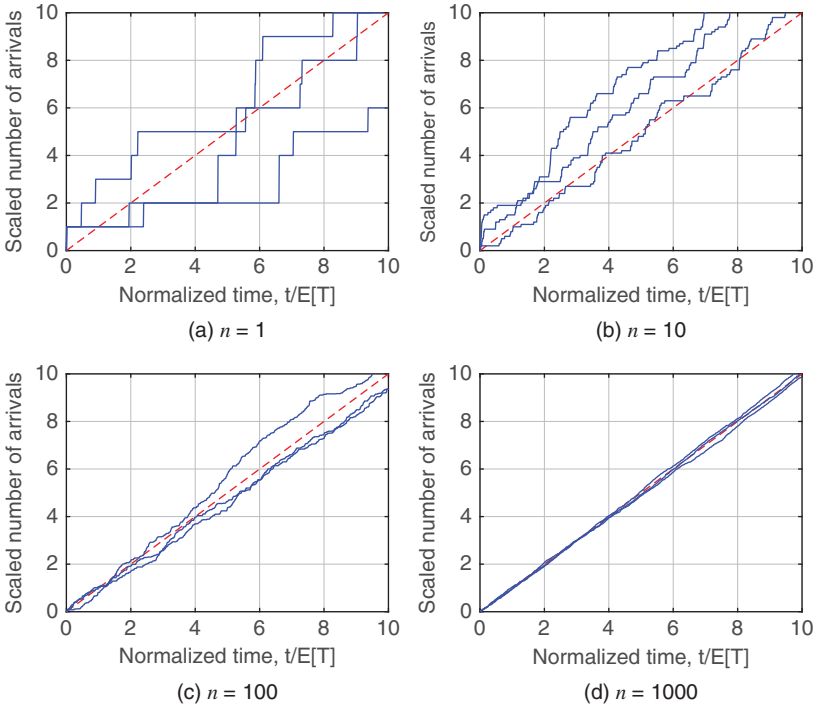 10
8
6
4
2
0
Scaled number of arrivals
0 2 4 6 8 10
Normalized time, t/E[T]
(a) n = 1
10
8
6
4
2
0
Scaled number of arrivals
0 2 4 6 8 10
Normalized time, t/E[T]
(b) n = 10
10
8
6
4
2
0
Scaled number of arrivals
0 2 4 6 8 10
Normalized time, t/E[T]
(c) n = 100
10
8
6
4
2
0
Scaled number of arrivals
0 2 4 6 8 10
Normalized time, t/E[T]
(d) n = 1000